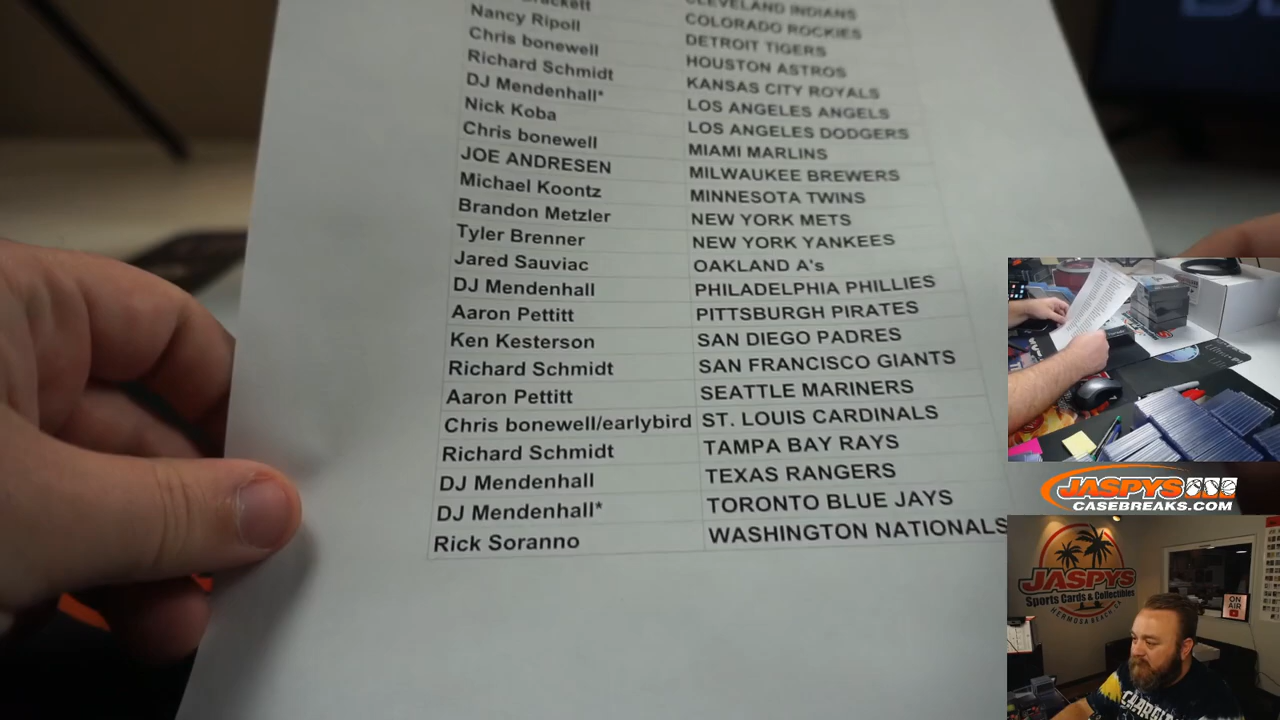 CLEVELAND INDIANS
COLORADO ROCKIES
Nancy Ripoll DETROIT TIGERS
Chris bonewell HOUSTON ASTROS
Richard Schmidt KANSAS CITY ROYALS
DJ Mendenhall* LOS ANGELES ANGELS
Nick Koba LOS ANGELES DODGERS
Chris bonewell MIAMI MARLINS
JOE ANDRESEN MILWAUKEE BREWERS
Michael Koontz MINNESOTA TWINS
Brandon Metzler NEW YORK METS
Tyler Brenner NEW YORK YANKEES
Jared Sauviac OAKLAND A's
DJ Mendenhall PHILADELPHIA PHILLIES
Aaron Pettitt PITTSBURGH PIRATES
Ken Kesterson SAN DIEGO PADRES
Richard Schmidt SAN FRANCISCO GIANTS
Aaron Pettitt SEATTLE MARINERS
Chris bonewell/earlybird ST. LOUIS CARDINALS
Richard Schmidt TAMPA BAY RAYS
DJ Mendenhall TEXAS RANGERS
DJ Mendenhall* TORONTO BLUE JAYS
Rick Soranno WASHINGTON NATIONALS
JASPYS
CASEBREAKS.COM
JASPYS
Sports Cards & Collectibles
HERMOSA BEACH, CA
ON AIR